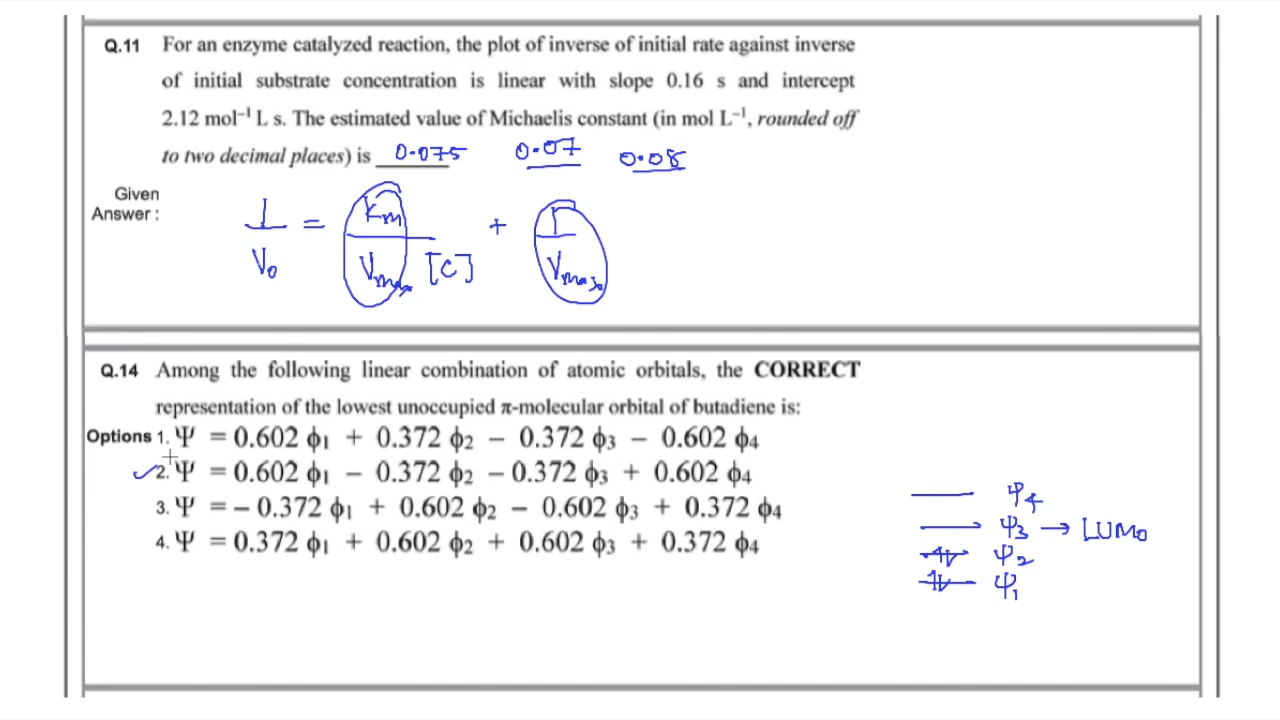 Q.11 For an enzyme catalyzed reaction, the plot of inverse of initial rate against inverse
of initial substrate concentration is linear with slope 0.16 s and intercept
2.12 mol⁻¹ L s. The estimated value of Michaelis constant (in mol L⁻¹, rounded off
to two decimal places) is 0.075 0.07 0.08
Given
Answer :
1/V₀ = Km/Vmax [C] + 1/Vmax
Q.14 Among the following linear combination of atomic orbitals, the CORRECT
representation of the lowest unoccupied π-molecular orbital of butadiene is:
Options 1. Ψ = 0.602 ϕ1 + 0.372 ϕ2 − 0.372 ϕ3 − 0.602 ϕ4
2. Ψ = 0.602 ϕ1 − 0.372 ϕ2 − 0.372 ϕ3 + 0.602 ϕ4
3. Ψ = − 0.372 ϕ1 + 0.602 ϕ2 − 0.602 ϕ3 + 0.372 ϕ4
4. Ψ = 0.372 ϕ1 + 0.602 ϕ2 + 0.602 ϕ3 + 0.372 ϕ4
Ψ4
Ψ3 → LUMO
Ψ2
Ψ1